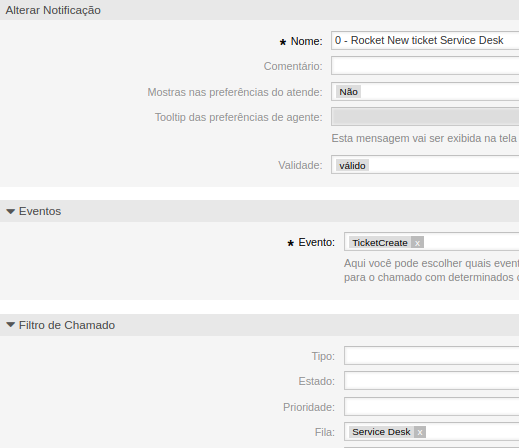 Alterar Notificação
* Nome: 0 - Rocket New ticket Service Desk
Comentário:
Mostras nas preferências do atende: Não
Tooltip das preferências de agente:
Esta mensagem vai ser exibida na tela
Validade: válido
Eventos
* Evento: TicketCreate x
Aqui você pode escolher quais event
para o chamado com determinados
Filtro de Chamado
Tipo:
Estado:
Prioridade:
Fila: Service Desk x